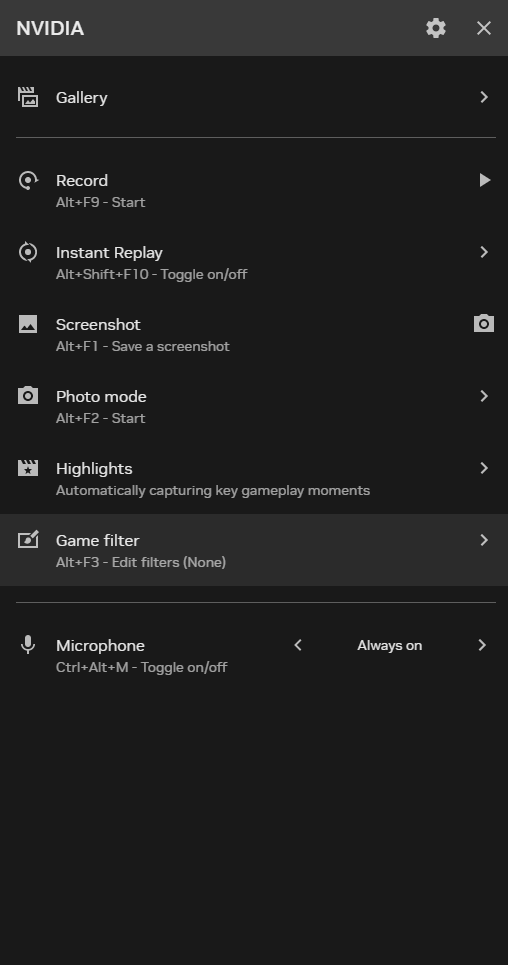 NVIDIA
Gallery
Record
Alt+F9 - Start
Instant Replay
Alt+Shift+F10 - Toggle on/off
Screenshot
Alt+F1 - Save a screenshot
Photo mode
Alt+F2 - Start
Highlights
Automatically capturing key gameplay moments
Game filter
Alt+F3 - Edit filters (None)
Microphone
Always on
Ctrl+Alt+M - Toggle on/off